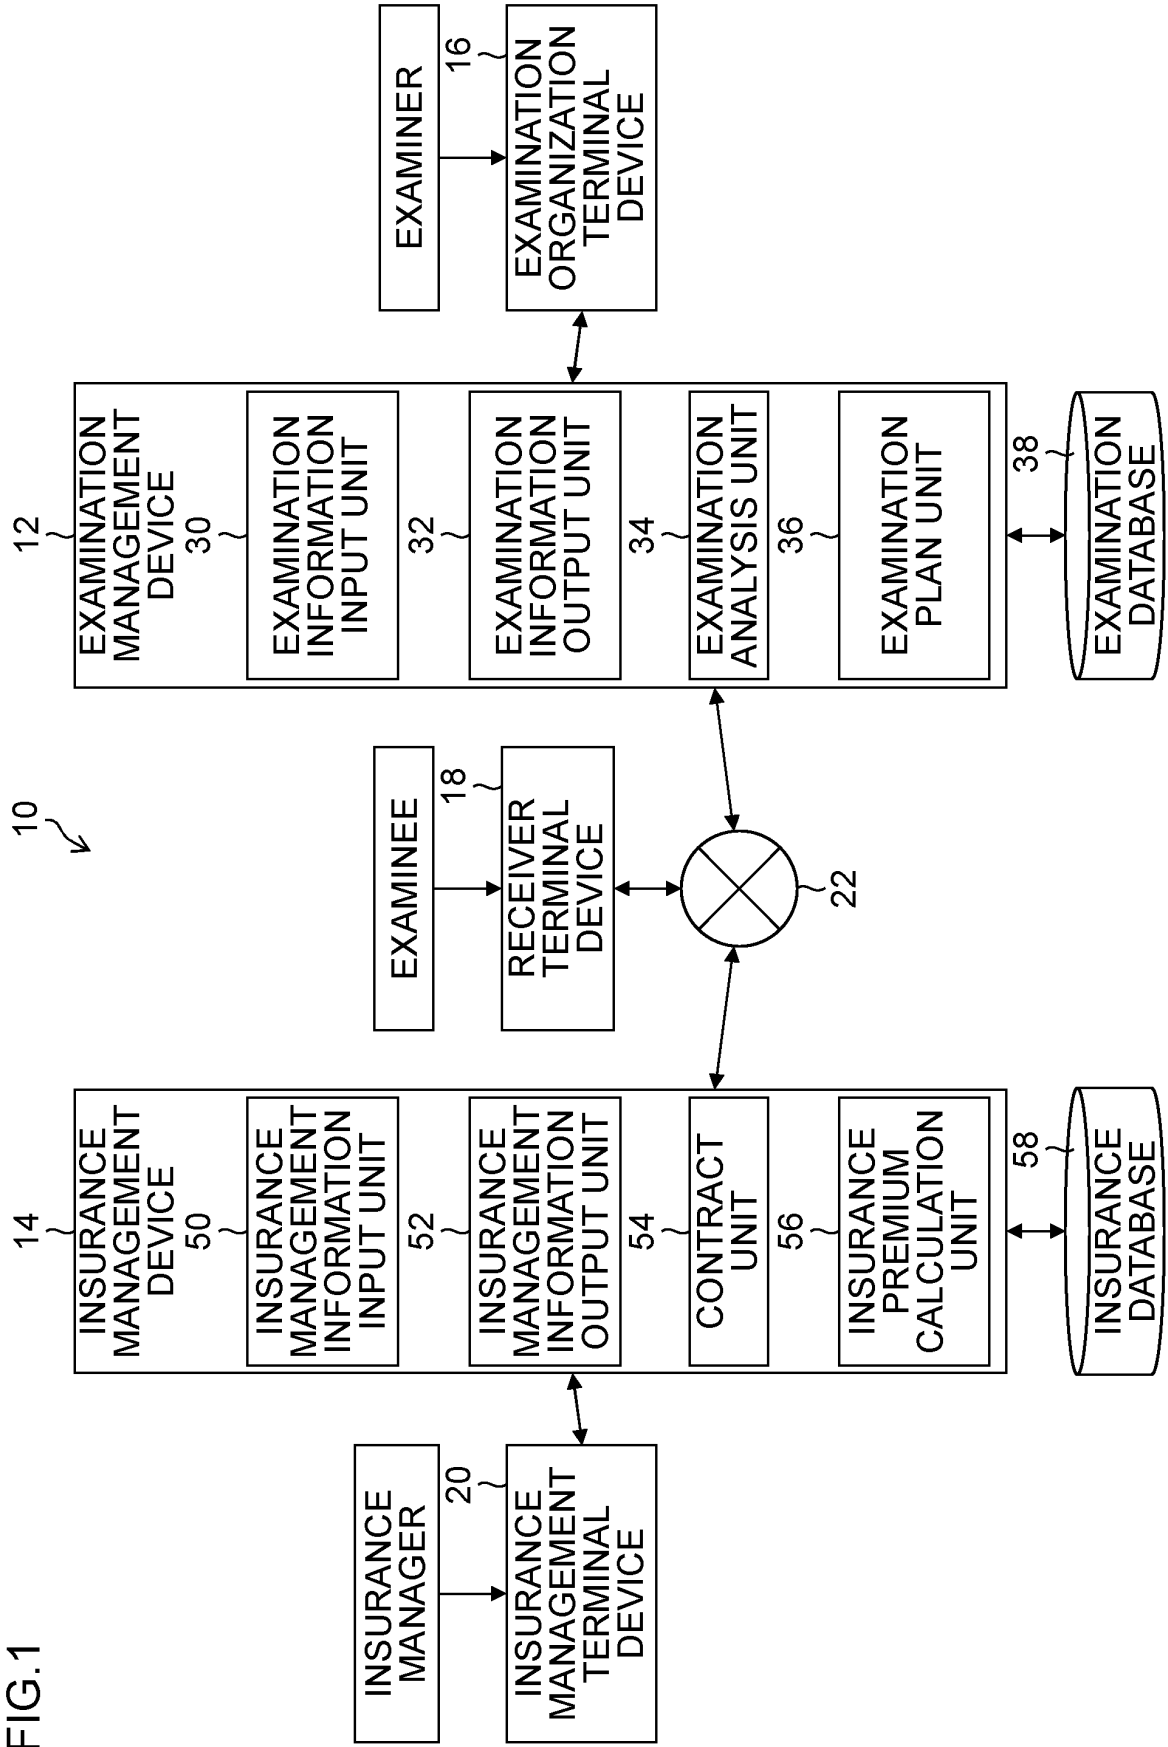 FIG.1
10
INSURANCE
MANAGER
20
INSURANCE
MANAGEMENT
TERMINAL
DEVICE
14
INSURANCE
MANAGEMENT
DEVICE
50
INSURANCE
MANAGEMENT
INFORMATION
INPUT UNIT
52
INSURANCE
MANAGEMENT
INFORMATION
OUTPUT UNIT
54
CONTRACT
UNIT
56
INSURANCE
PREMIUM
CALCULATION
UNIT
58
INSURANCE
DATABASE
EXAMINEE
18
RECEIVER
TERMINAL
DEVICE
22
12
EXAMINATION
MANAGEMENT
DEVICE
30
EXAMINATION
INFORMATION
INPUT UNIT
32
EXAMINATION
INFORMATION
OUTPUT UNIT
34
EXAMINATION
ANALYSIS UNIT
36
EXAMINATION
PLAN UNIT
38
EXAMINATION
DATABASE
EXAMINER
16
EXAMINATION
ORGANIZATION
TERMINAL
DEVICE